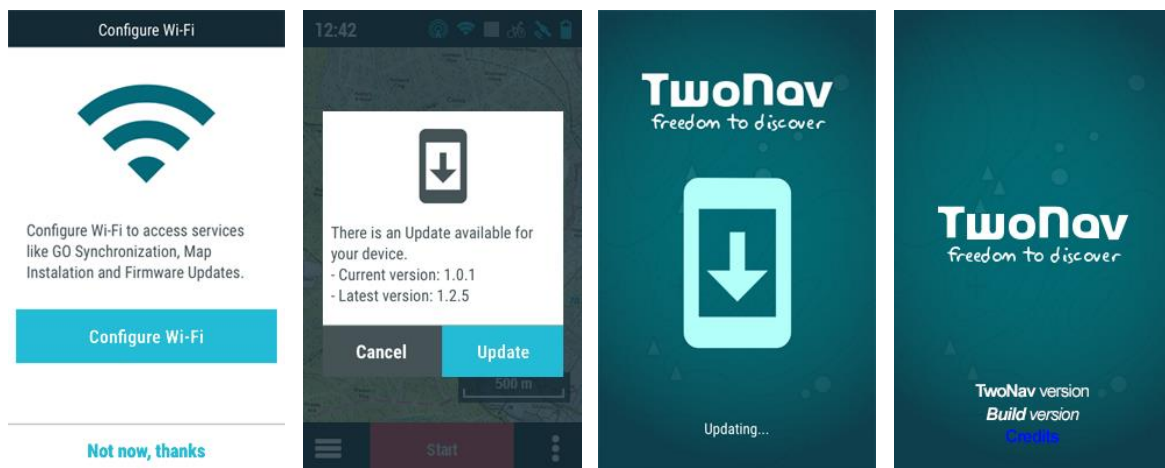 Configure Wi-Fi
Configure Wi-Fi to access services
like GO Synchronization, Map
Instalation and Firmware Updates.
Configure Wi-Fi
Not now, thanks
12:42
There is an Update available for
your device.
- Current version: 1.0.1
- Latest version: 1.2.5
Cancel
Update
500 m
Start
TwoNav
freedom to discover
Updating...
TwoNav
freedom to discover
TwoNav version
Build version
Credits